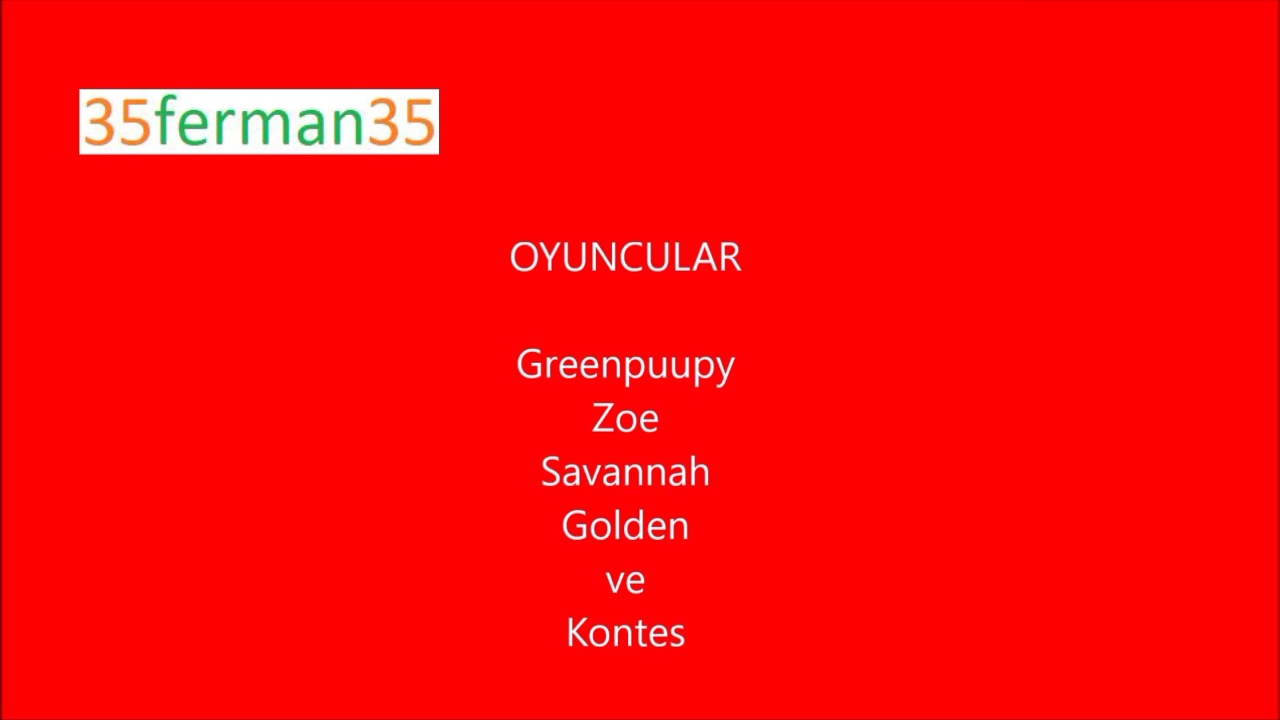 35ferman35
OYUNCULAR
Greenpuupy
Zoe
Savannah
Golden
ve
Kontes